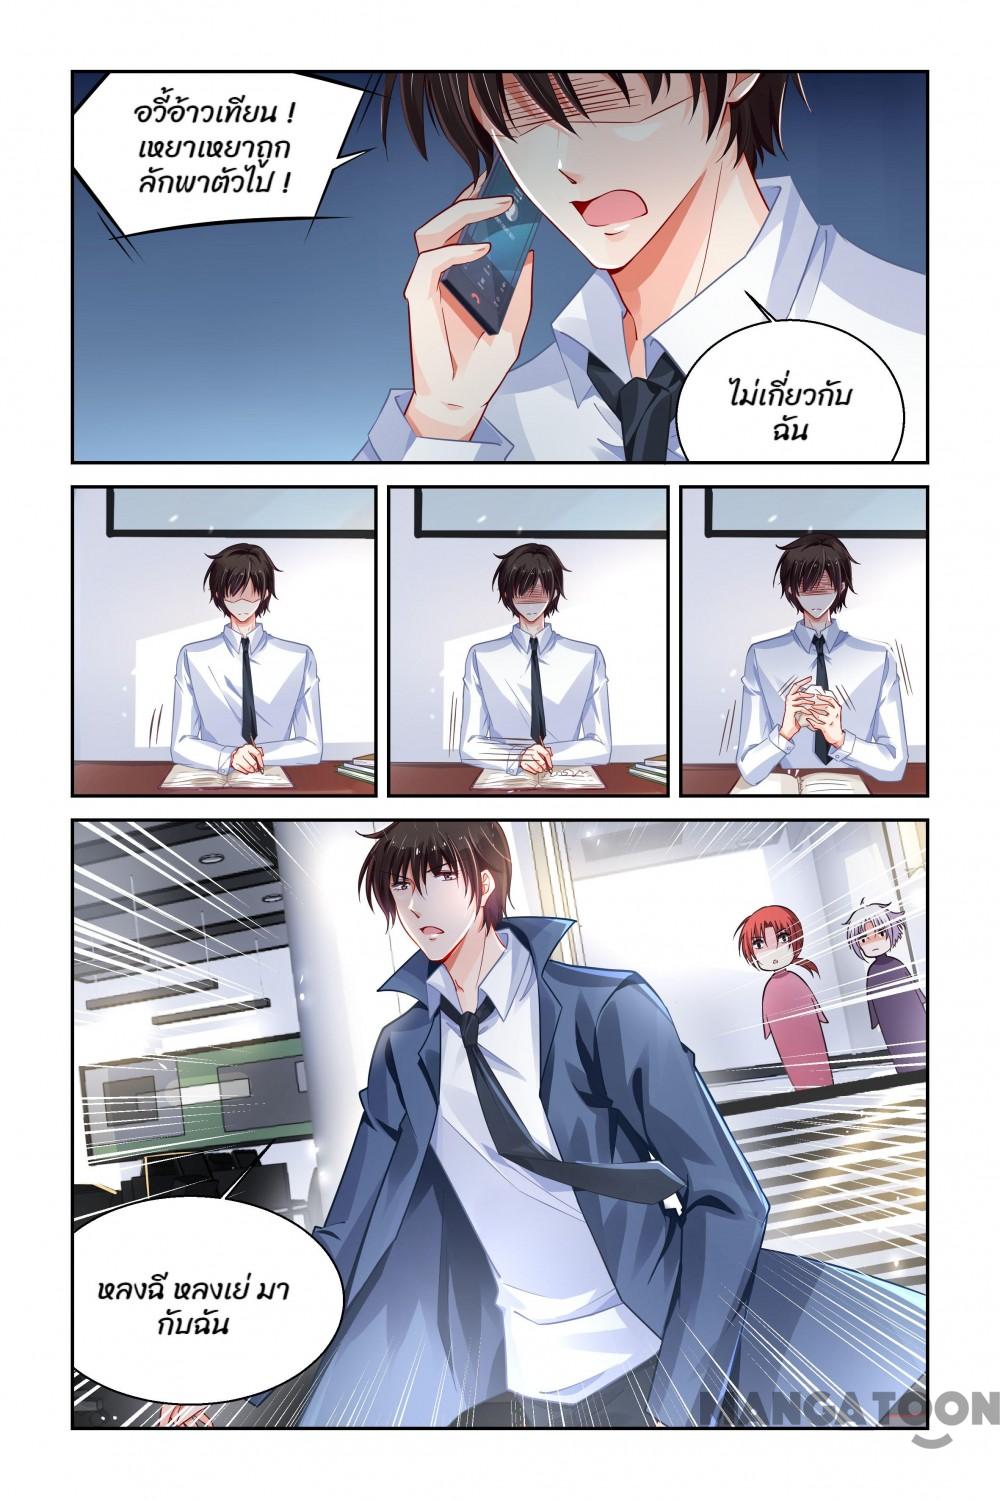 อวี้อ้าวเทียน !
เหยาเหยาถูก
ลักพาตัวไป !
ไม่เกี่ยวกับ
ฉัน
หลงฉี หลงเย่ มา
กับฉัน
MANGATOON